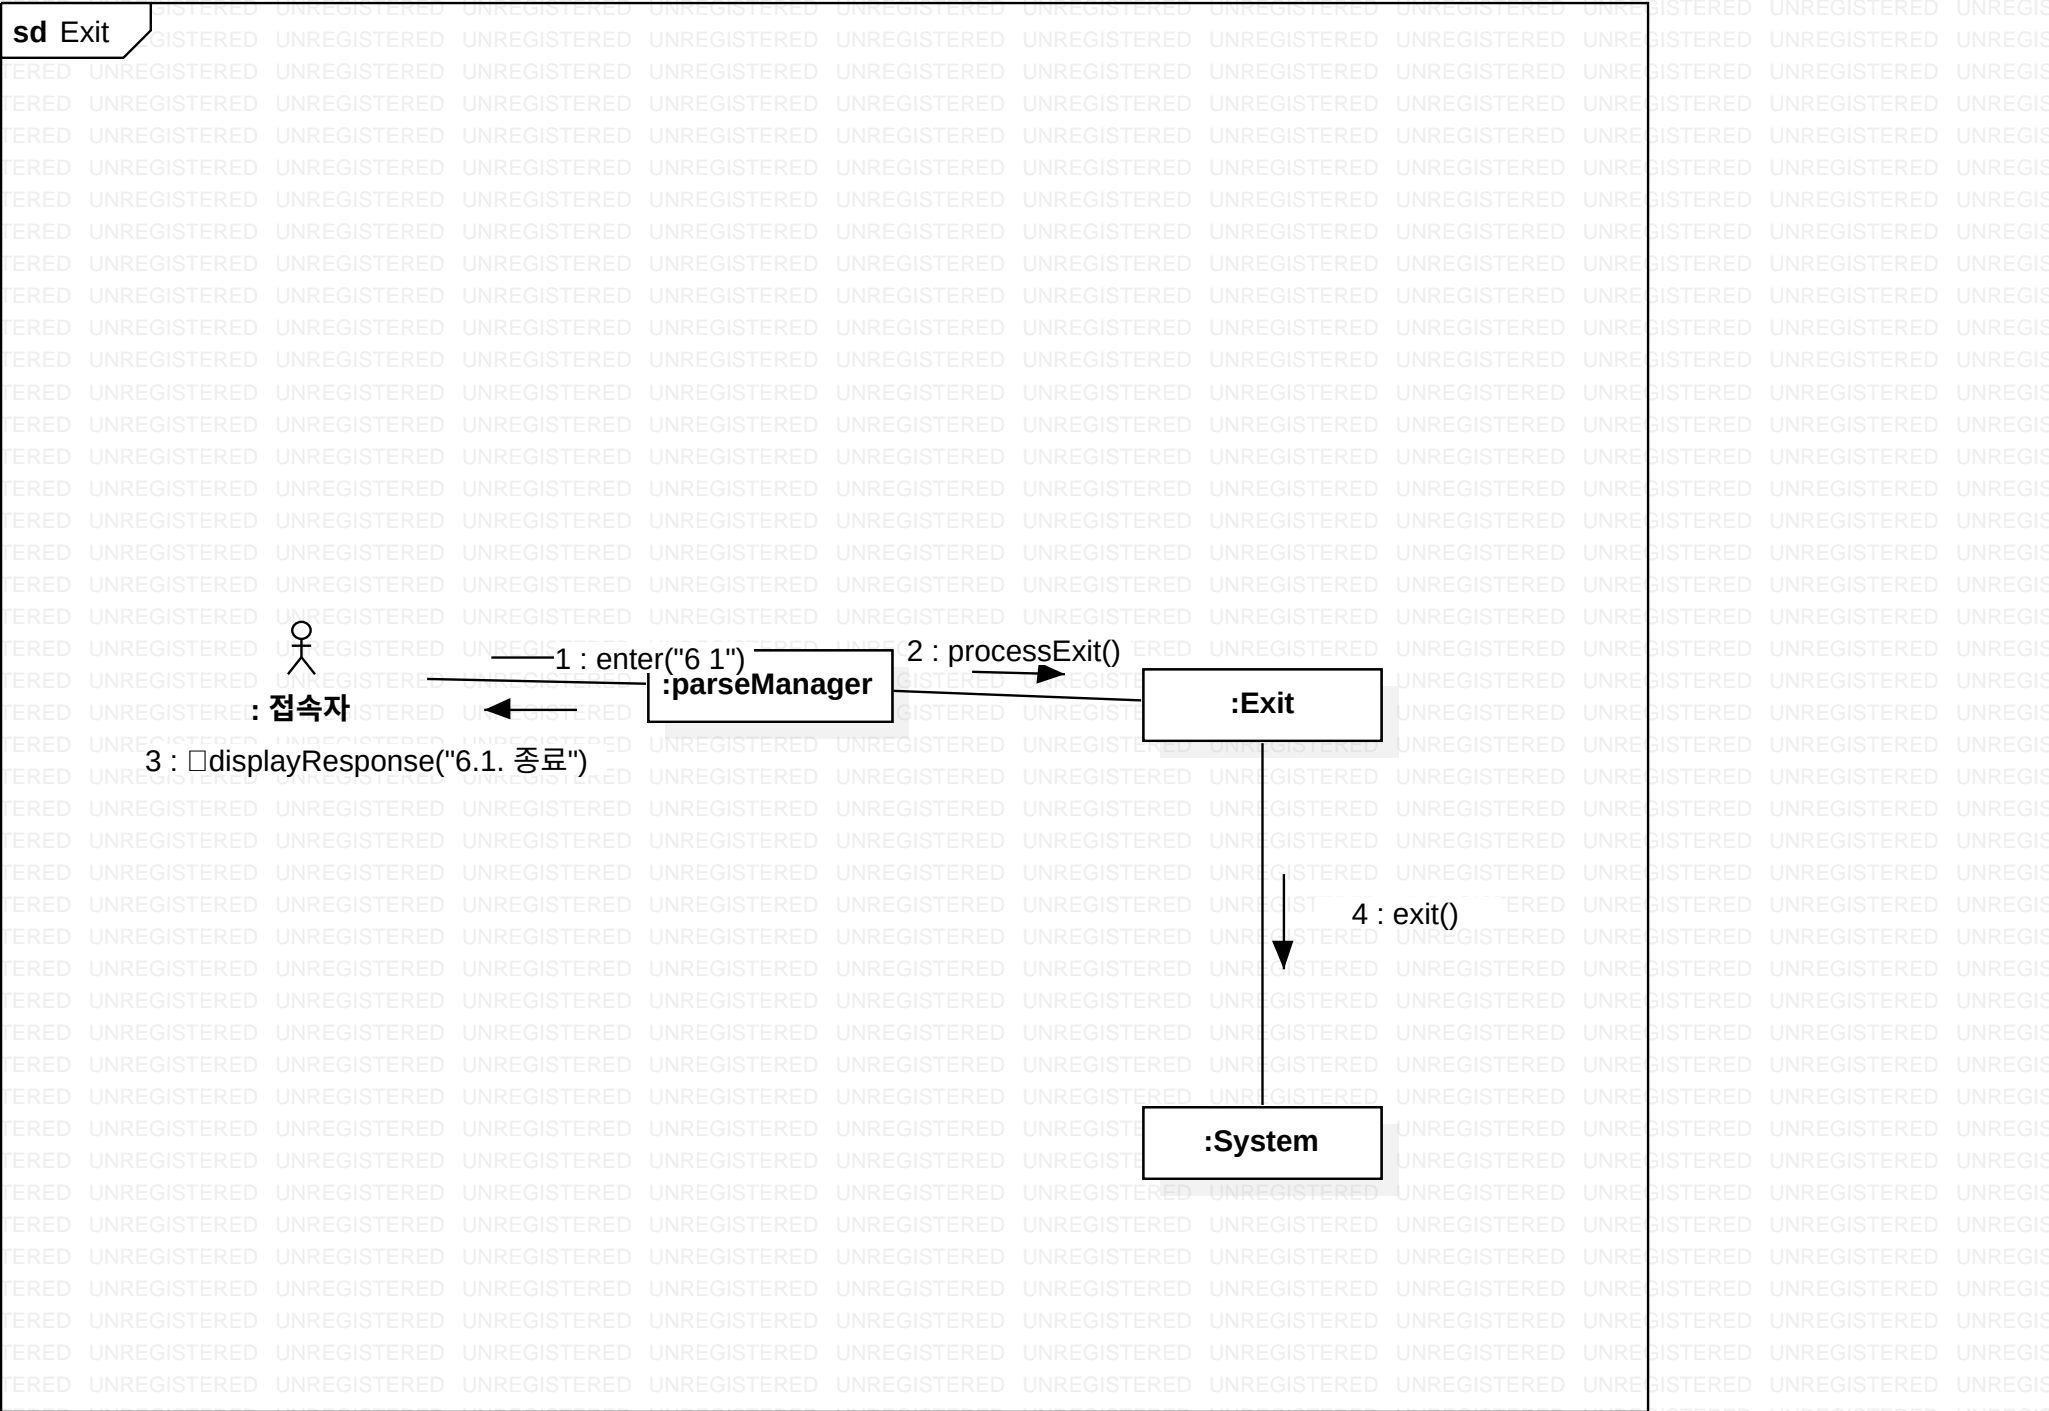 sd Exit
1 : enter("6 1")
2 : processExit()
:parseManager
:Exit
: 접속자
3 : displayResponse("6.1. 종료")
4 : exit()
:System
UNREGISTERED